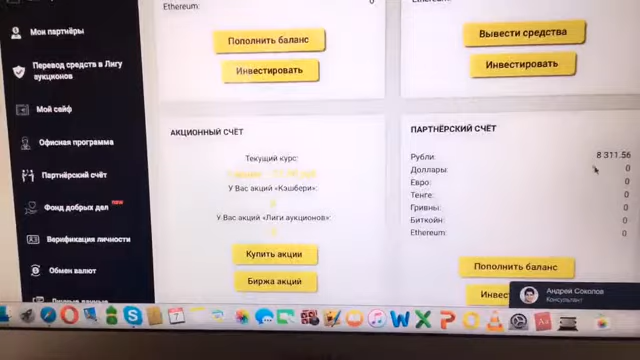 Ethereum:
0
Мои партнёры
Перевод средств в Лигу
аукционов
Мой сейф
Офисная программа
Партнёрский счёт
Фонд добрых дел new
Верификация личности
Обмен валют
Пополнить баланс
Инвестировать
Вывести средства
Инвестировать
АКЦИОННЫЙ СЧЁТ
Текущий курс:
У Вас акций «Кэшбери»:
У Вас акций «Лиги аукционов»:
Купить акции
Биржа акций
ПАРТНЁРСКИЙ СЧЁТ
Рубли: 8 311.56
Доллары: 0
Евро: 0
Тенге: 0
Гривны: 0
Биткойн: 0
Ethereum: 0
Пополнить баланс
Андрей Соколов
Консультант